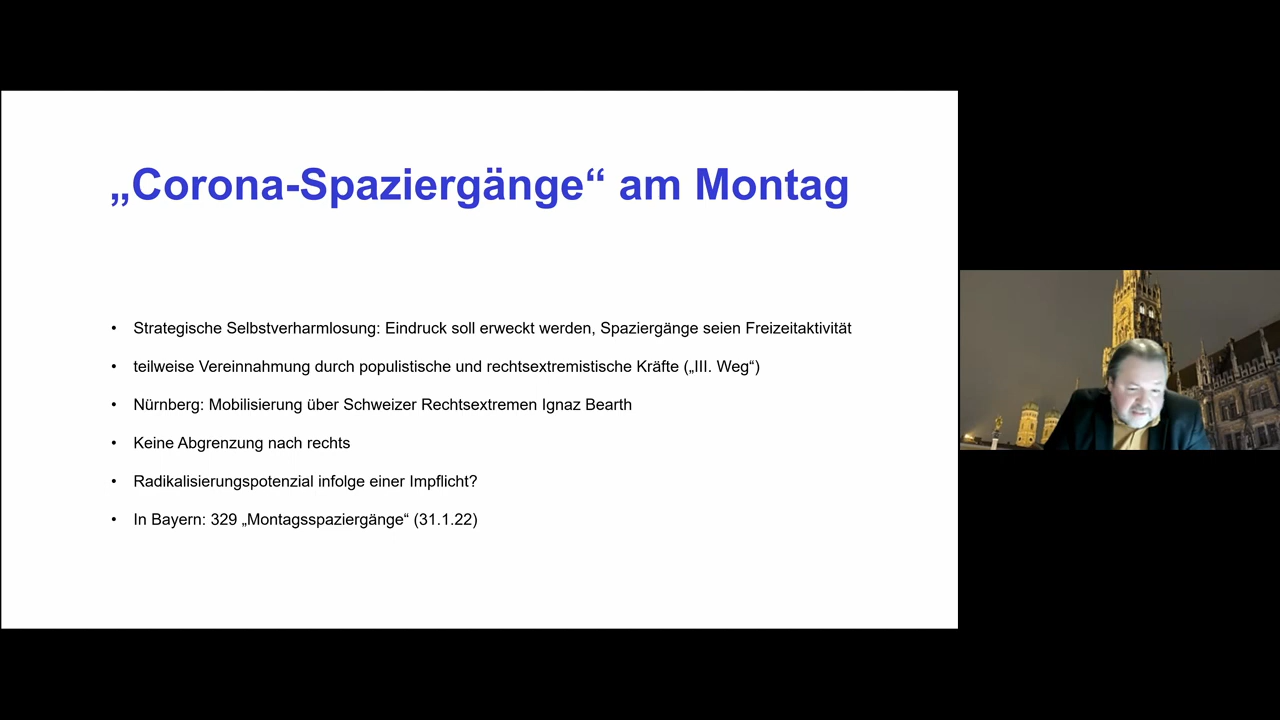 „Corona-Spaziergänge“ am Montag
• Strategische Selbstverharmlosung: Eindruck soll erweckt werden, Spaziergänge seien Freizeitaktivität
• teilweise Vereinnahmung durch populistische und rechtsextremistische Kräfte („III. Weg“)
• Nürnberg: Mobilisierung über Schweizer Rechtsextremen Ignaz Bearth
• Keine Abgrenzung nach rechts
• Radikalisierungspotenzial infolge einer Impflicht?
• In Bayern: 329 „Montagsspaziergänge“ (31.1.22)